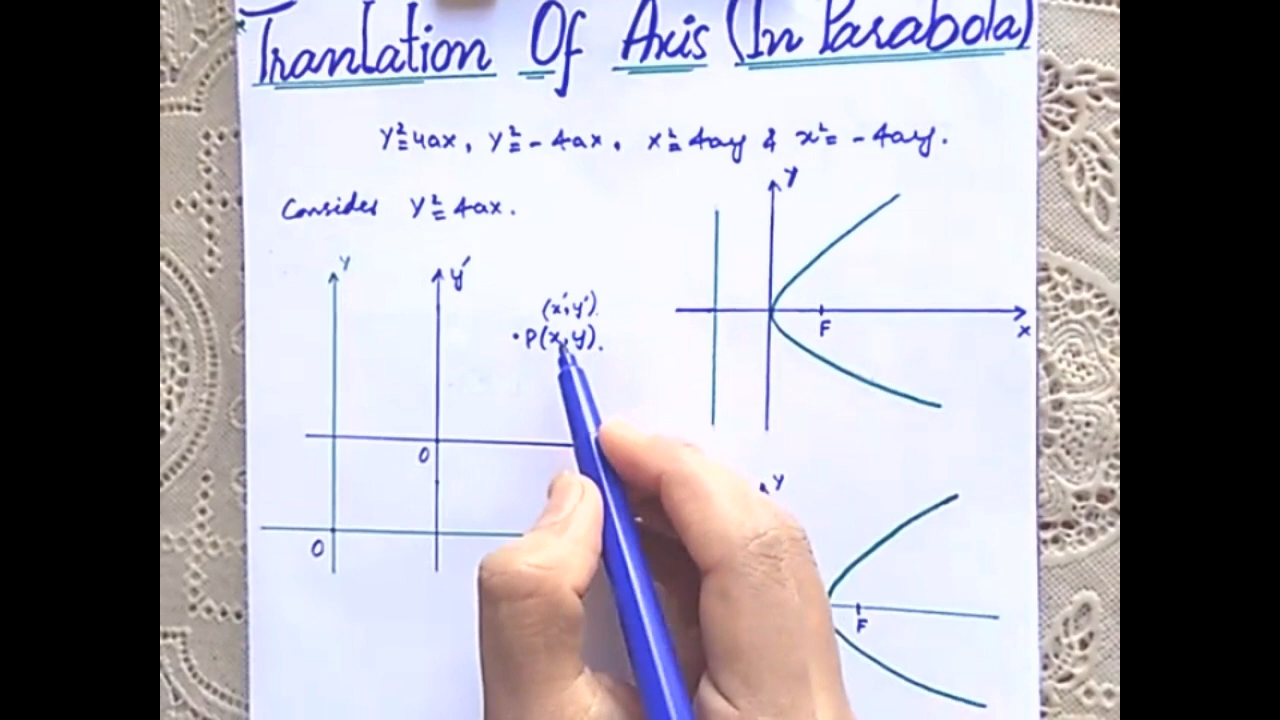 Tranlation Of Axis (In Parabola)
y²=4ax, y²=-4ax, x²=4ay & x²=-4ay.
Consider y²=4ax.
y
y'
(x', y').
• P(x, y).
O
O
y
F
x
y
F